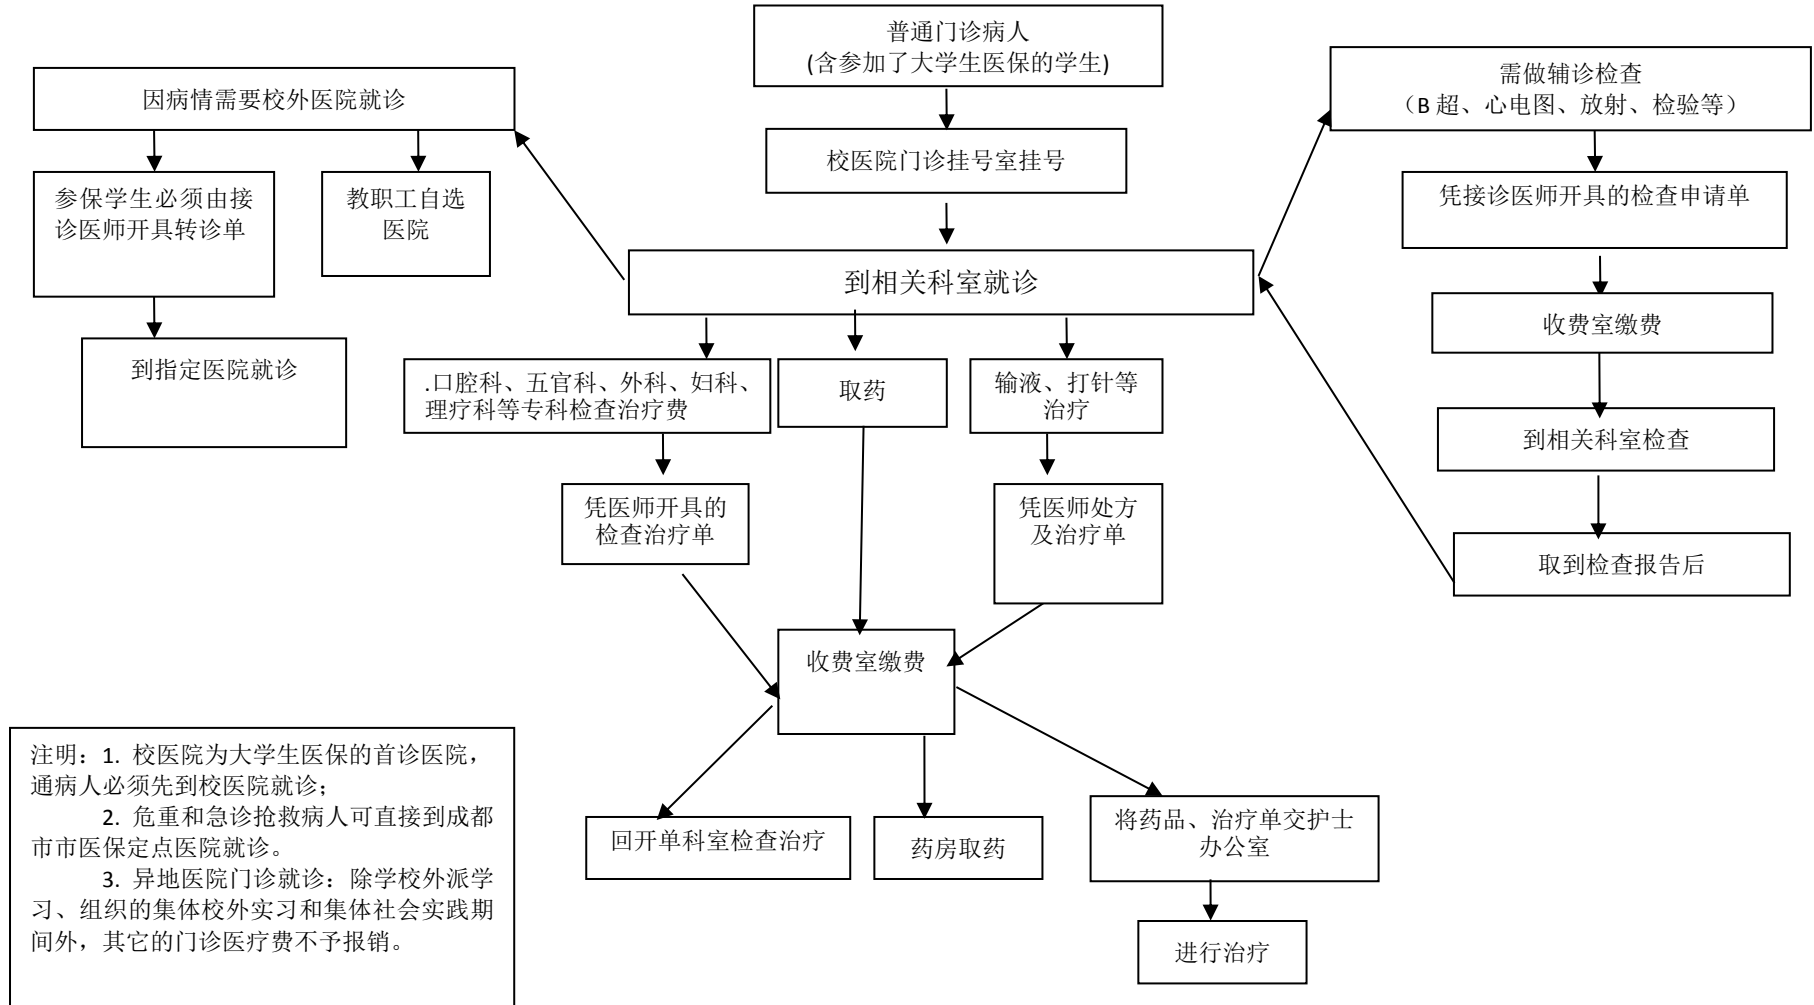 普通门诊病人
(含参加了大学生医保的学生)
因病情需要校外医院就诊
需做辅诊检查
（B 超、心电图、放射、检验等）
校医院门诊挂号室挂号
参保学生必须由接
诊医师开具转诊单
教职工自选
医院
凭接诊医师开具的检查申请单
到相关科室就诊
收费室缴费
到指定医院就诊
.口腔科、五官科、外科、妇科、
理疗科等专科检查治疗费
取药
输液、打针等
治疗
到相关科室检查
凭医师开具的
检查治疗单
凭医师处方
及治疗单
取到检查报告后
收费室缴费
注明：1. 校医院为大学生医保的首诊医院，
通病人必须先到校医院就诊；
2. 危重和急诊抢救病人可直接到成都
市市医保定点医院就诊。
3. 异地医院门诊就诊：除学校外派学
习、组织的集体校外实习和集体社会实践期
间外，其它的门诊医疗费不予报销。
回开单科室检查治疗
药房取药
将药品、治疗单交护士
办公室
进行治疗